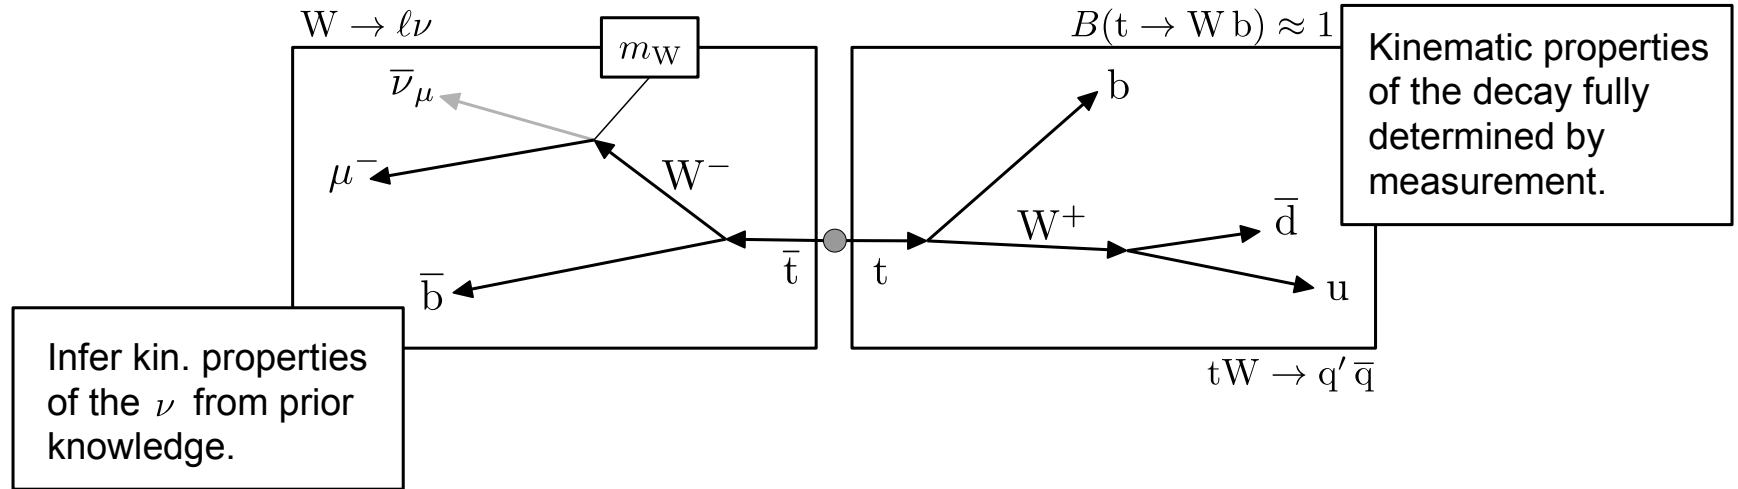 W → ℓν
B(t → W b) ≈ 1
m_W
Kinematic properties
of the decay fully
determined by
measurement.
ν̅_μ
b
μ⁻
W⁻
W⁺
d̅
t̅
t
b̅
u
Infer kin. properties
of the ν from prior
knowledge.
tW → q′ q̅